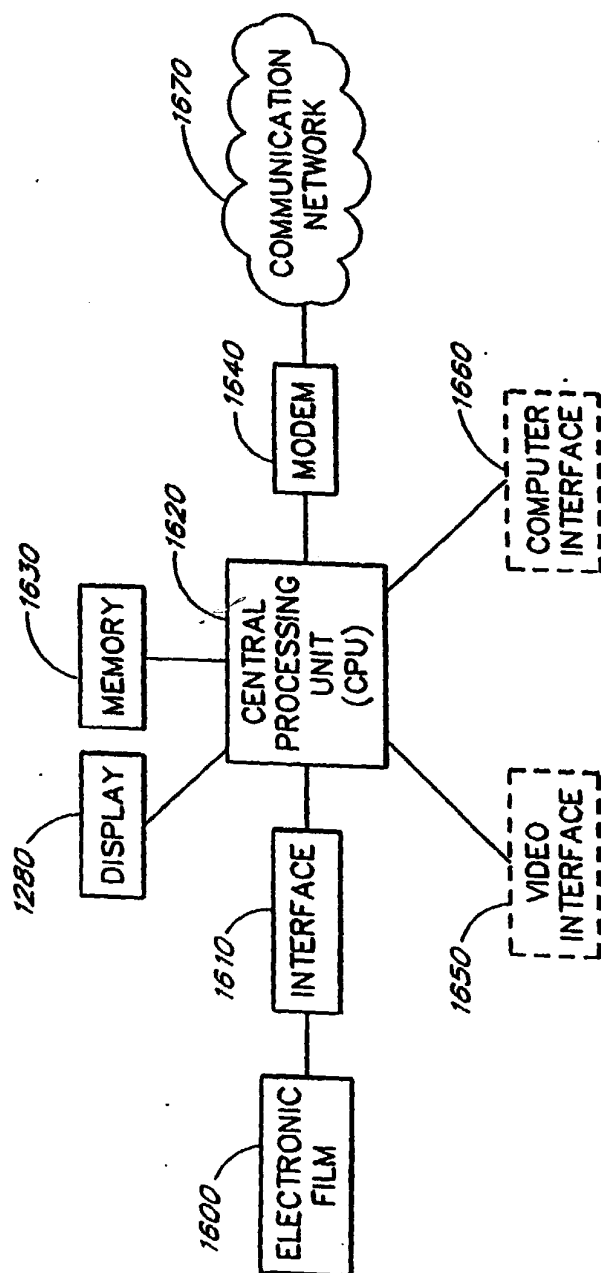 1280
DISPLAY
1630
MEMORY
1620
1640
1670
COMMUNICATION
NETWORK
1600
ELECTRONIC
FILM
1610
INTERFACE
CENTRAL
PROCESSING
UNIT
(CPU)
MODEM
1650
VIDEO
INTERFACE
1660
COMPUTER
INTERFACE